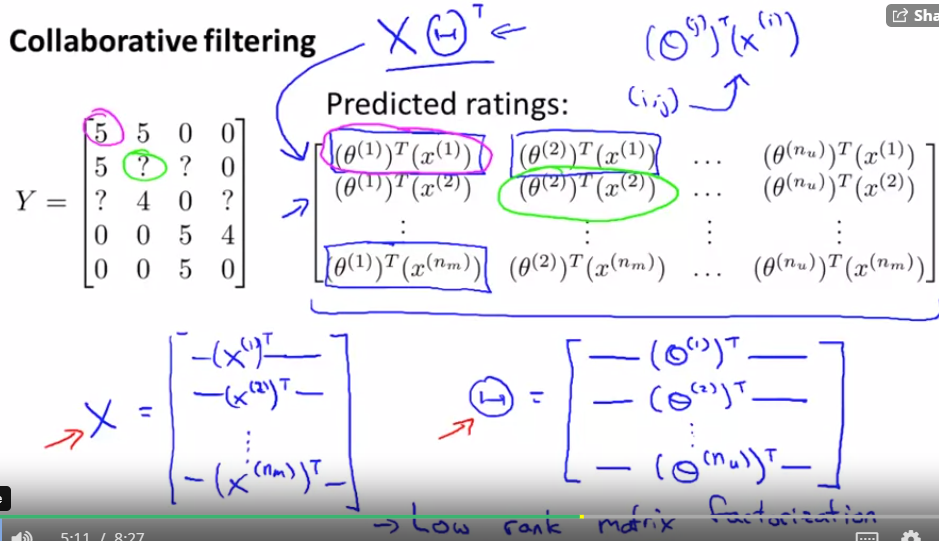 Collaborative filtering
X Θᵀ ←
(Θ^(j))ᵀ(x^(i))
(i,j)
Sha
Predicted ratings:
Y =
5 5 0 0
5 ? ? 0
? 4 0 ?
0 0 5 4
0 0 5 0
(θ^(1))^T(x^(1)) (θ^(2))^T(x^(1)) … (θ^(n_u))^T(x^(1))
(θ^(1))^T(x^(2)) (θ^(2))^T(x^(2)) … (θ^(n_u))^T(x^(2))
⋮ ⋮ ⋮ ⋮
(θ^(1))^T(x^(n_m)) (θ^(2))^T(x^(n_m)) … (θ^(n_u))^T(x^(n_m))
X =
—(x^(1))ᵀ—
—(x^(2))ᵀ—
⋮
—(x^(n_m))ᵀ—
Θ =
—(Θ^(1))ᵀ—
—(Θ^(2))ᵀ—
⋮
—(Θ^(n_u))ᵀ—
→ Low rank matrix factorization
e
5:11 / 8:27